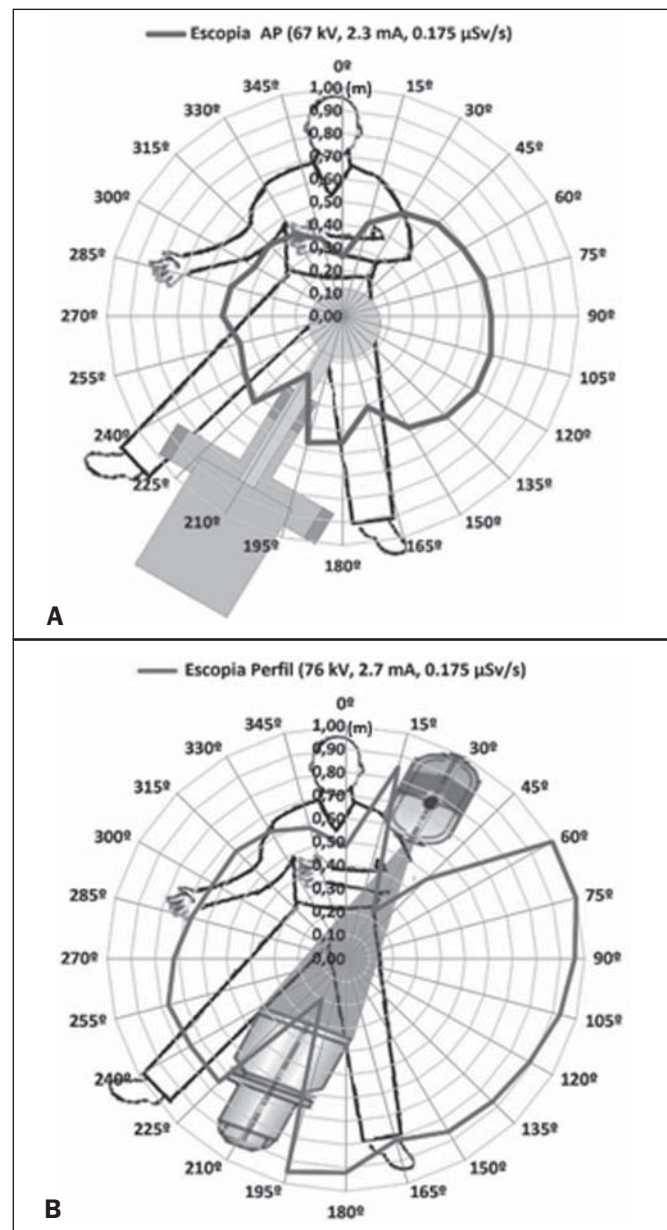 Escopia AP (67 kV, 2.3 mA, 0.175 µSv/s)
0º
345º 1,00 (m) 15º
330º 0,90 30º
0,80
315º 0,70 45º
0,60
300º 0,50 60º
0,40
285º 0,30 75º
0,20
0,10
270º 0,00 90º
255º 105º
240º 120º
225º 135º
210º 150º
195º 165º
180º
A
Escopia Perfil (76 kV, 2.7 mA, 0.175 µSv/s)
0º
345º 1,00 (m) 15º
330º 0,90 30º
0,80
315º 0,70 45º
0,60
300º 0,50 60º
0,40
285º 0,30 75º
0,20
0,10
270º 0,00 90º
255º 105º
240º 120º
225º 135º
210º 150º
195º 165º
180º
B